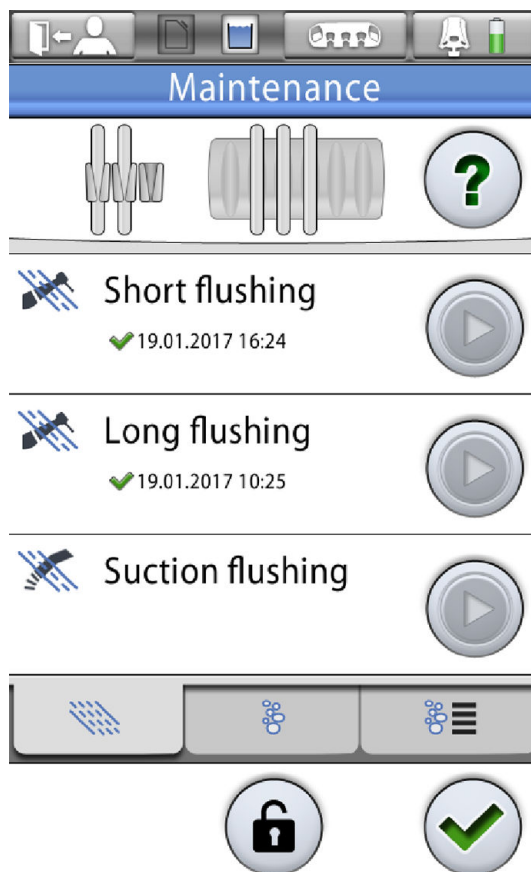 Maintenance
Short flushing
19.01.2017 16:24
Long flushing
19.01.2017 10:25
Suction flushing